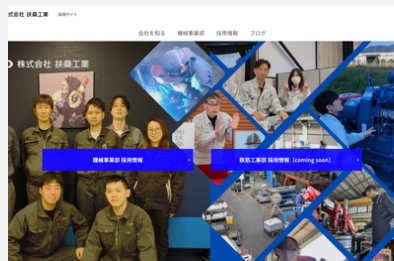 株式会社 扶桑工業 採用サイト
会社を知る 機械事業部 採用情報 ブログ
株式会社 扶桑工業
機械事業部 採用情報
鉄筋工事部 採用情報（coming soon）